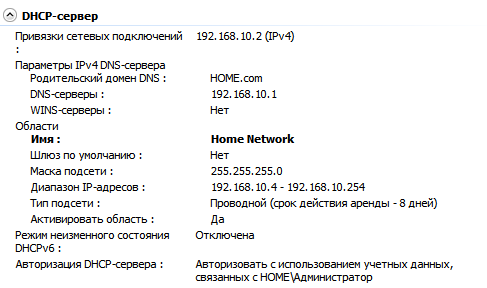 DHCP-сервер
Привязки сетевых подключений : 192.168.10.2 (IPv4)
Параметры IPv4 DNS-сервера
Родительский домен DNS : HOME.com
DNS-серверы : 192.168.10.1
WINS-серверы : Нет
Области
Имя : Home Network
Шлюз по умолчанию : Нет
Маска подсети : 255.255.255.0
Диапазон IP-адресов : 192.168.10.4 - 192.168.10.254
Тип подсети : Проводной (срок действия аренды - 8 дней)
Активировать область : Да
Режим неизменного состояния DHCPv6 : Отключена
Авторизация DHCP-сервера : Авторизовать с использованием учетных данных,
связанных с HOME\Администратор